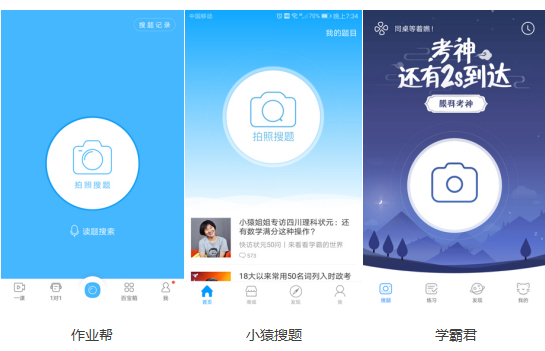 搜题记录
拍照搜题
读题搜索
一课
1对1
百宝箱
我
作业帮
中国移动
78%
晚上7:34
我的题目
拍照搜题
小猿姐姐专访四川理科状元：还
有数学满分这种操作？
快访状元50问｜来看看学霸的世界
573
18大以来常用50名词列入时政考
首页
发现
我
小猿搜题
同桌等着瞧！
考神
还有2s到达
膜拜考神
搜题
练习
发现
我的
学霸君